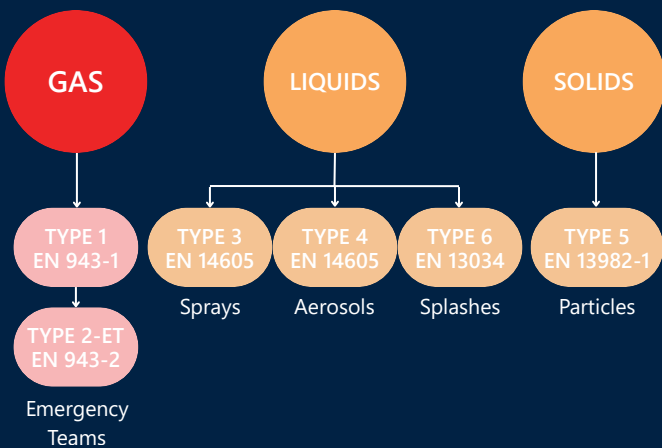 GAS
LIQUIDS
SOLIDS
TYPE 1
EN 943-1
TYPE 3
EN 14605
TYPE 4
EN 14605
TYPE 6
EN 13034
TYPE 5
EN 13982-1
Sprays
Aerosols
Splashes
Particles
TYPE 2-ET
EN 943-2
Emergency
Teams